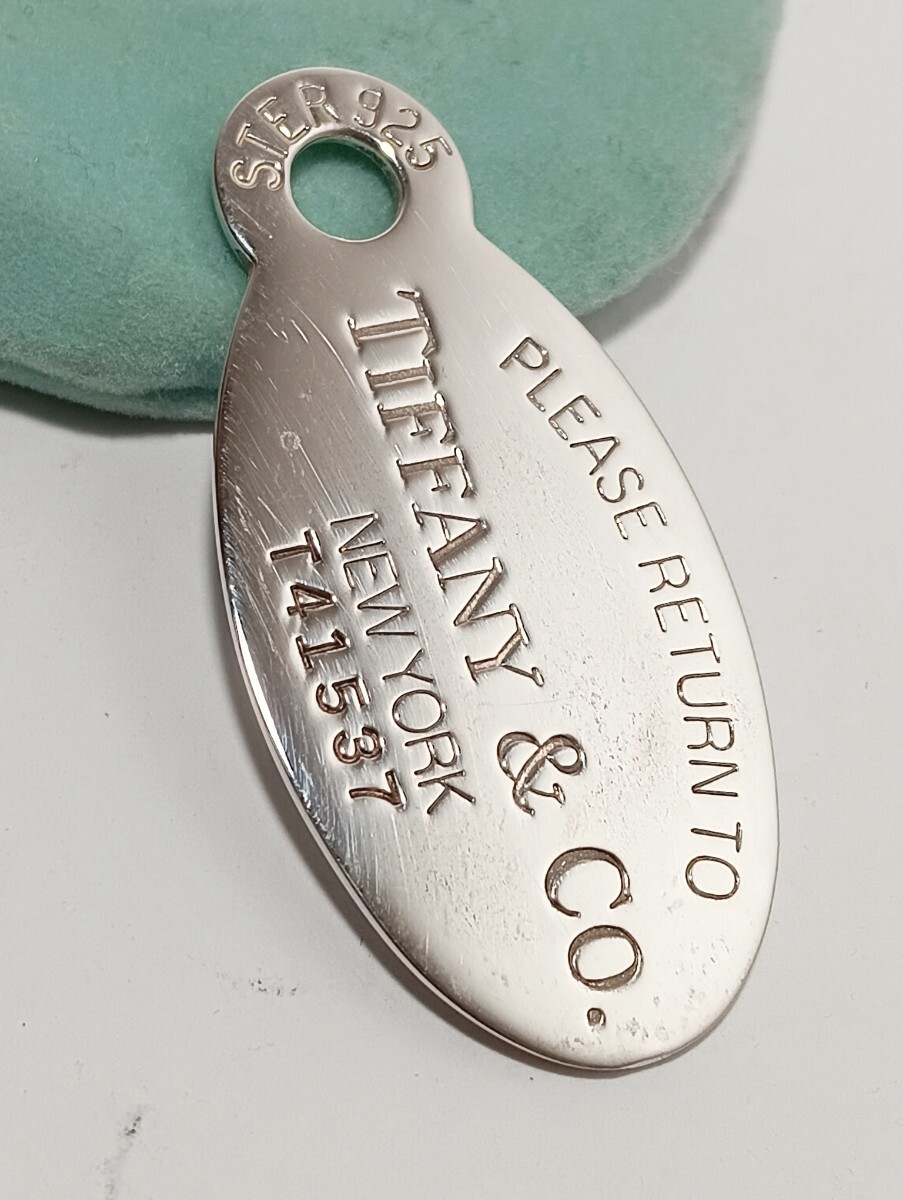 STER 925
PLEASE RETURN TO
TIFFANY & CO.
NEW YORK
T41537